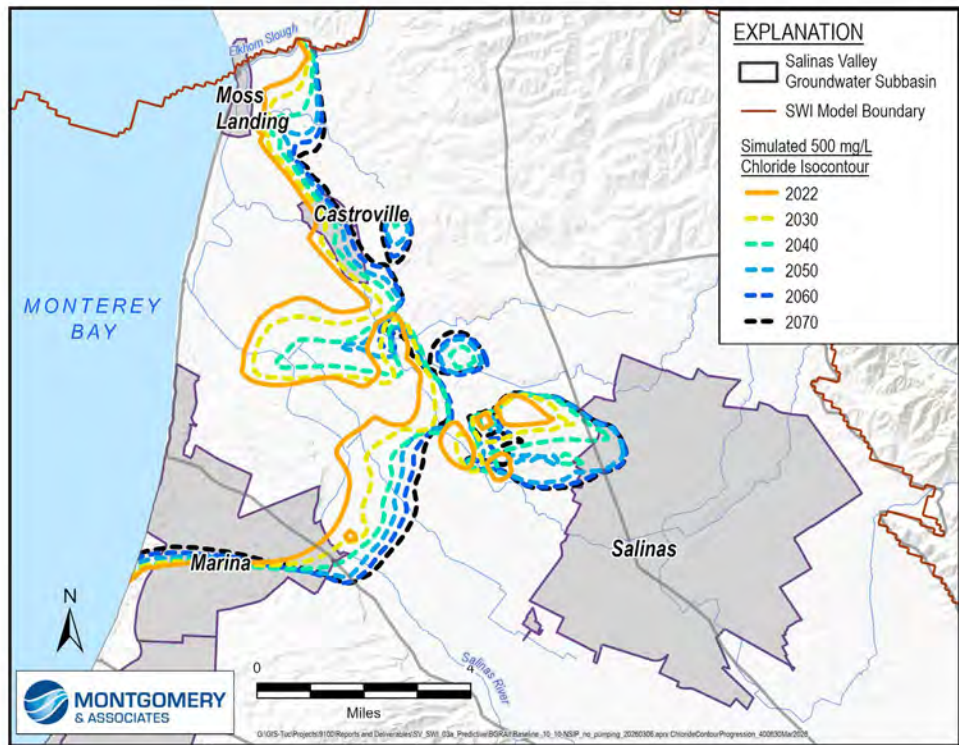 Elkhorn Slough
Moss
Landing
Castroville
MONTEREY
BAY
Marina
Salinas
Salinas River
N
0
4
Miles
MONTGOMERY
& ASSOCIATES
EXPLANATION
Salinas Valley
Groundwater Subbasin
SWI Model Boundary
Simulated 500 mg/L
Chloride Isocontour
2022
2030
2040
2050
2060
2070